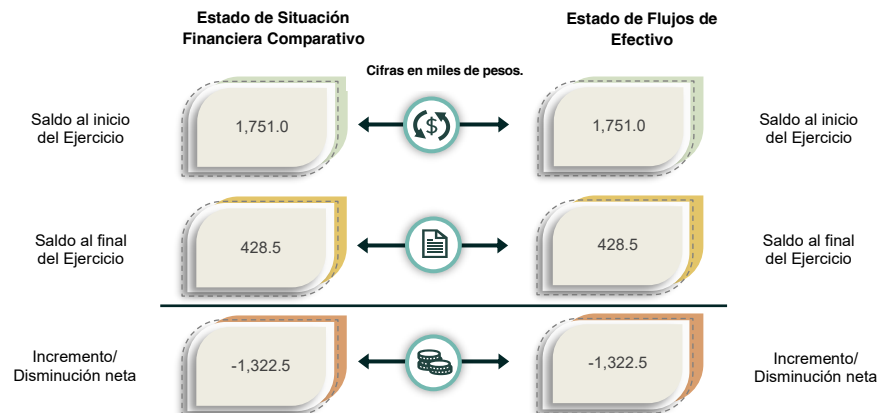 Estado de Situación
Financiera Comparativo
Estado de Flujos de
Efectivo
Cifras en miles de pesos.
Saldo al inicio
del Ejercicio
1,751.0
$
1,751.0
Saldo al inicio
del Ejercicio
Saldo al final
del Ejercicio
428.5
428.5
Saldo al final
del Ejercicio
Incremento/
Disminución neta
-1,322.5
-1,322.5
Incremento/
Disminución neta